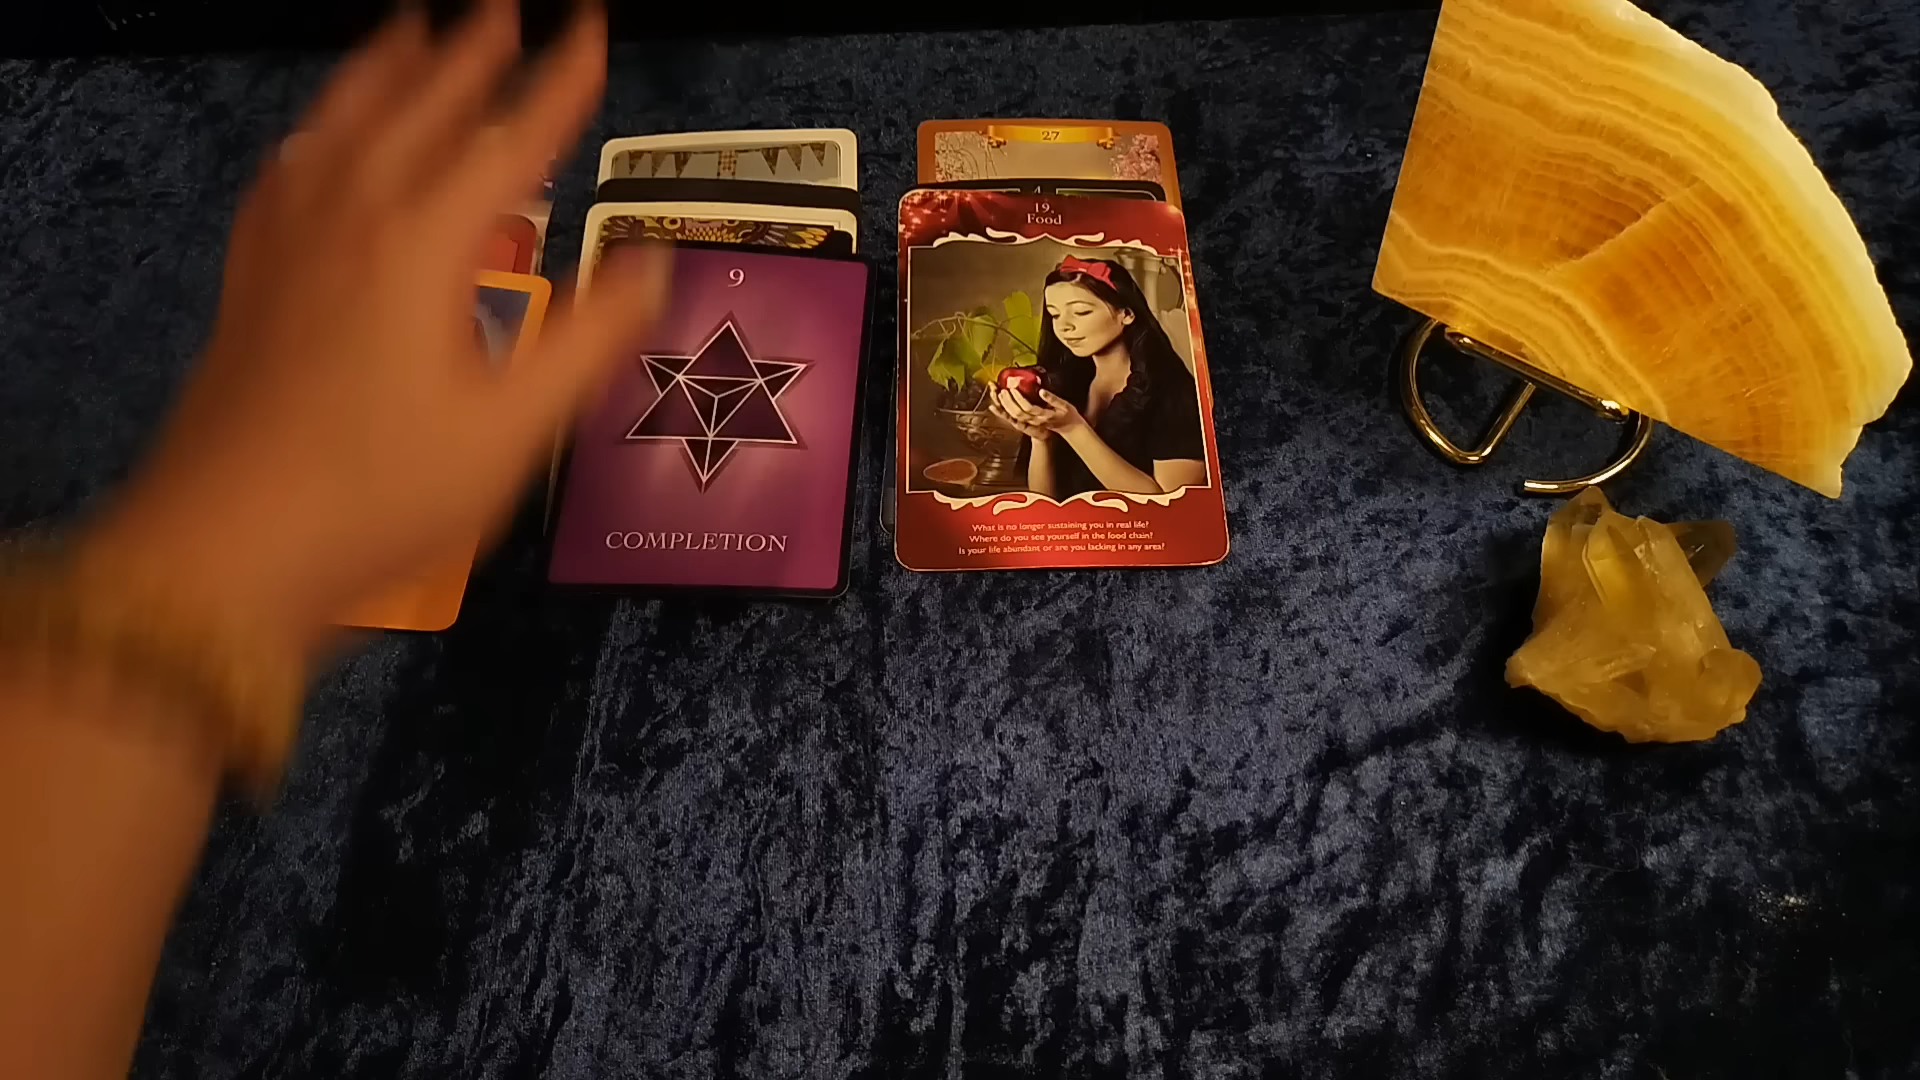 27
4
19.
Food
What is no longer sustaining you in real life?
Where do you see yourself in the food chain?
Is your life abundant or are you lacking in any area?
9
COMPLETION